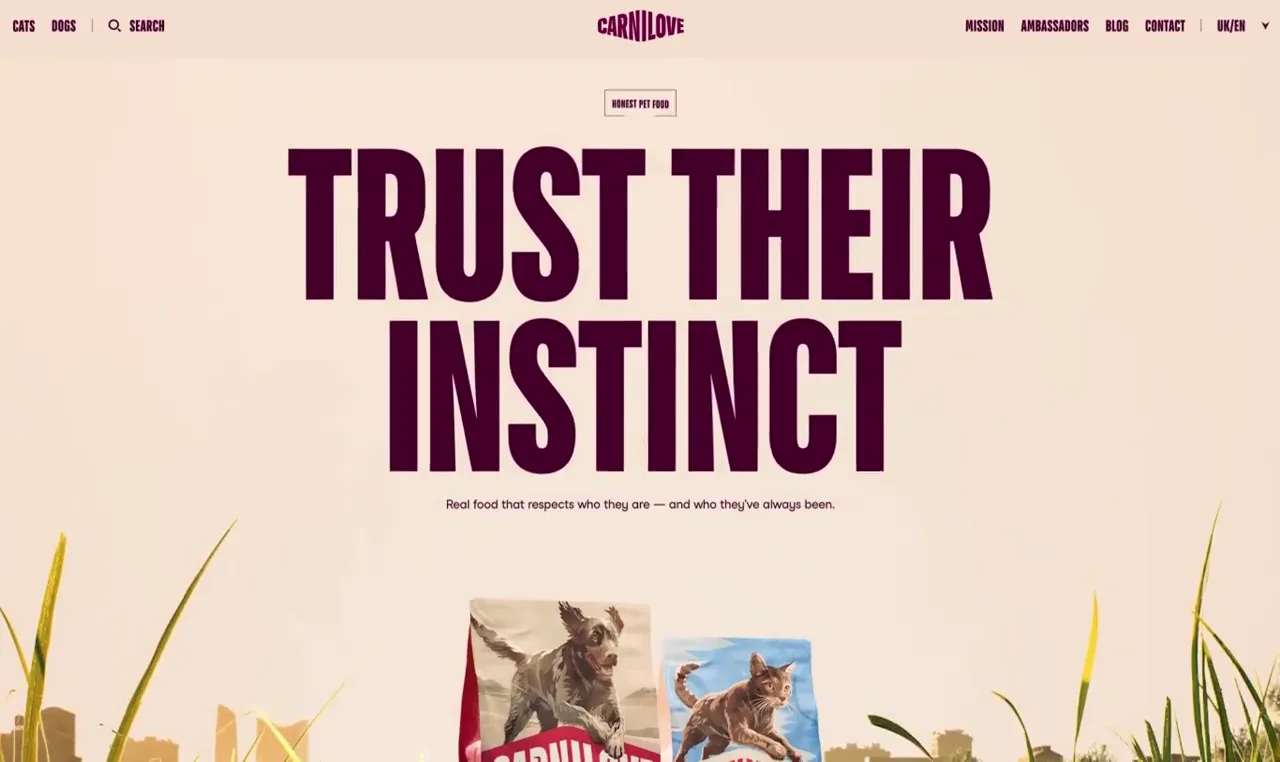 CATS DOGS | SEARCH CARNILOVE MISSION AMBASSADORS BLOG CONTACT | UK/EN
HONEST PET FOOD
TRUST THEIR
INSTINCT
Real food that respects who they are — and who they've always been.
CARNILOVE